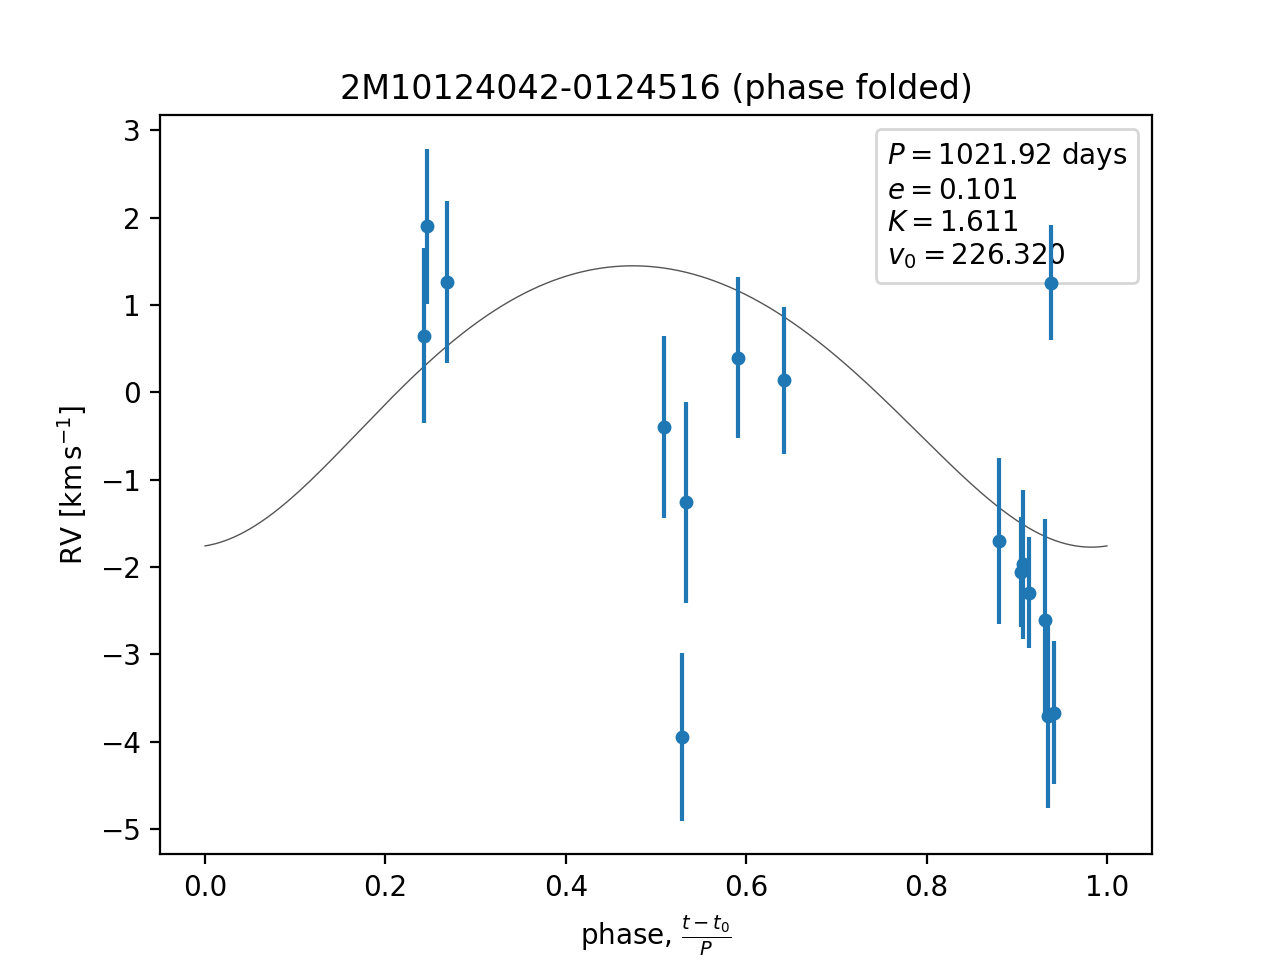 2M10124042-0124516 (phase folded)
P = 1021.92 days
e = 0.101
K = 1.611
v₀ = 226.320
3
2
1
0
−1
−2
−3
−4
−5
RV [km s⁻¹]
0.0 0.2 0.4 0.6 0.8 1.0
phase, (t − t₀)/P